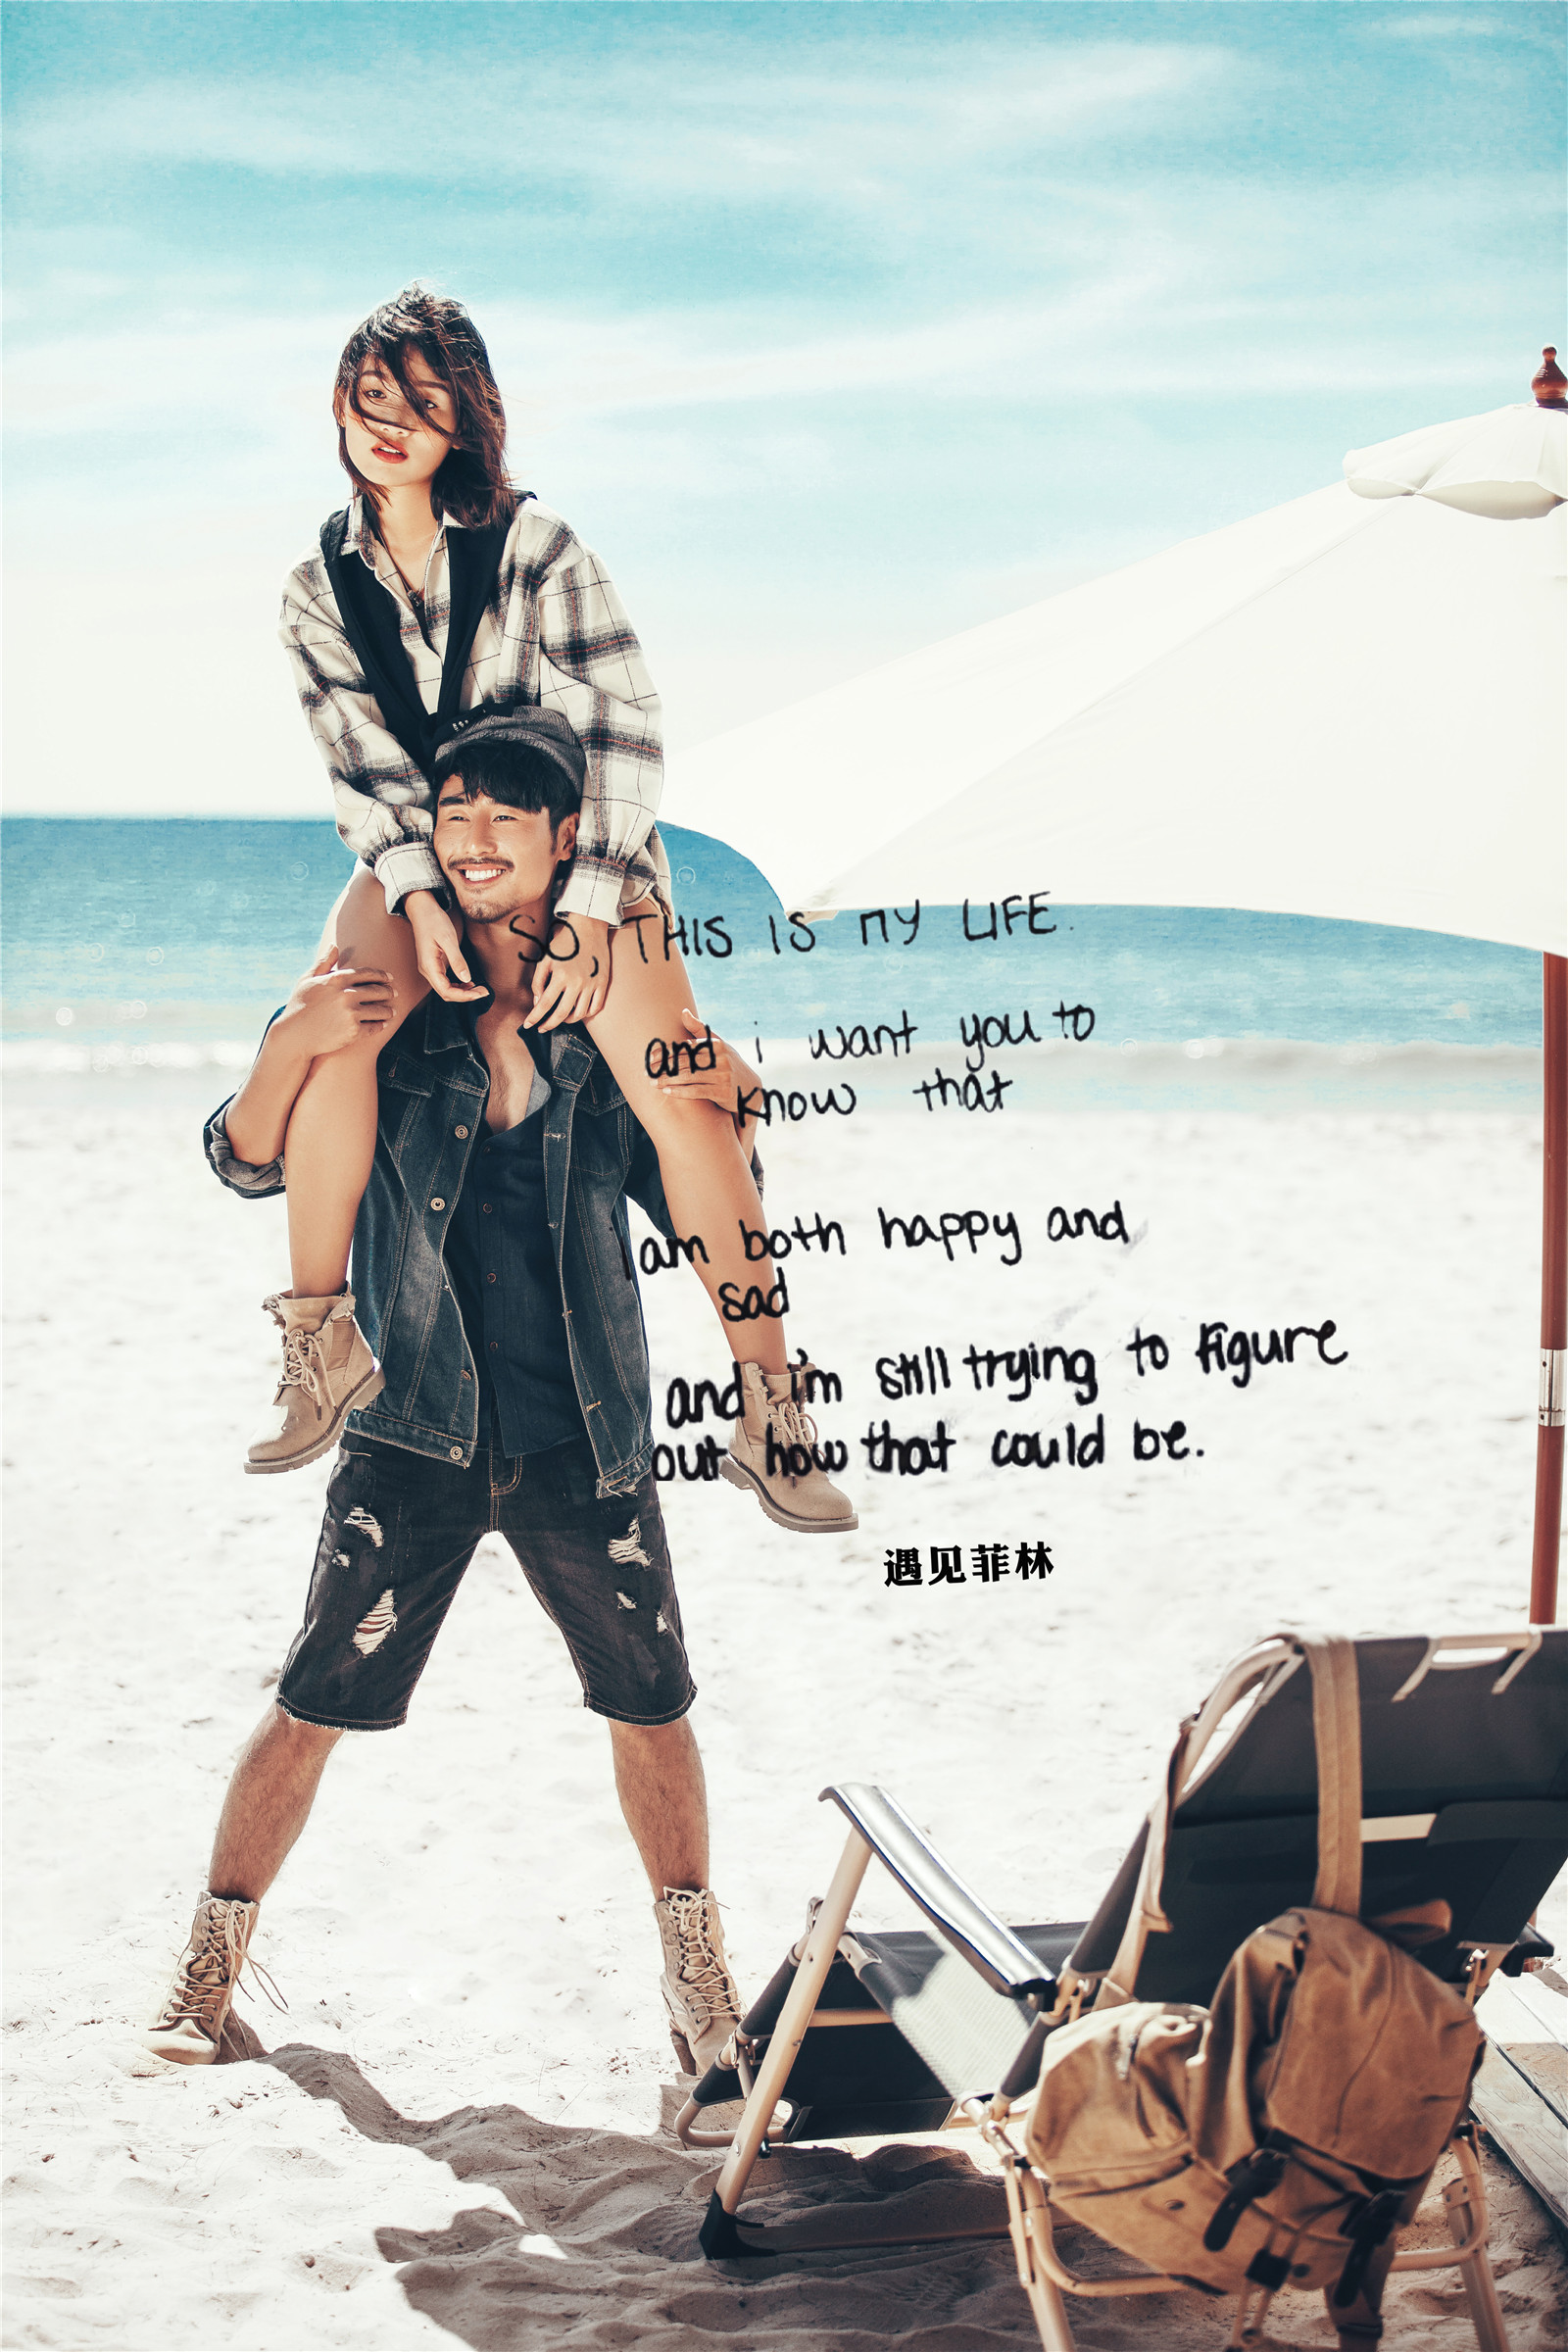 SO, THIS IS MY LIFE.
and i want you to
know that
i am both happy and
sad
and i'm still trying to figure
out how that could be.
遇见菲林